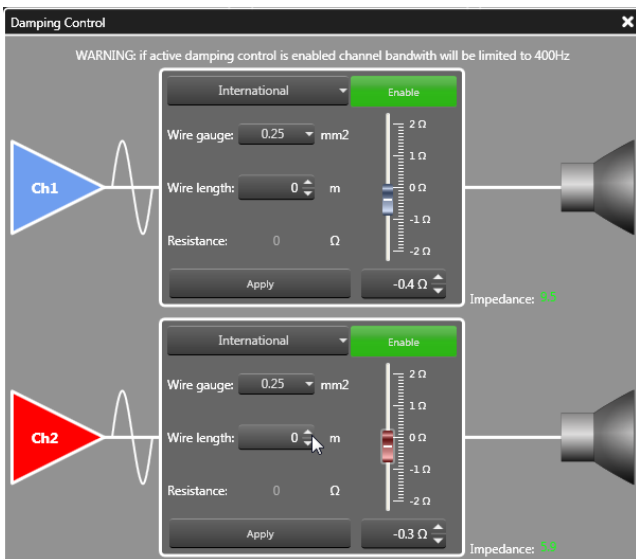 Damping Control
WARNING: if active damping control is enabled channel bandwith will be limited to 400Hz
International
Enable
Wire gauge: 0.25 mm2
2 Ω
1 Ω
Ch1
Wire length: 0 m
0 Ω
-1 Ω
Resistance: 0 Ω
-2 Ω
Apply
-0.4 Ω
Impedance:
International
Enable
Wire gauge: 0.25 mm2
2 Ω
1 Ω
Ch2
Wire length: 0 m
0 Ω
-1 Ω
Resistance: 0 Ω
-2 Ω
Apply
-0.3 Ω
Impedance: